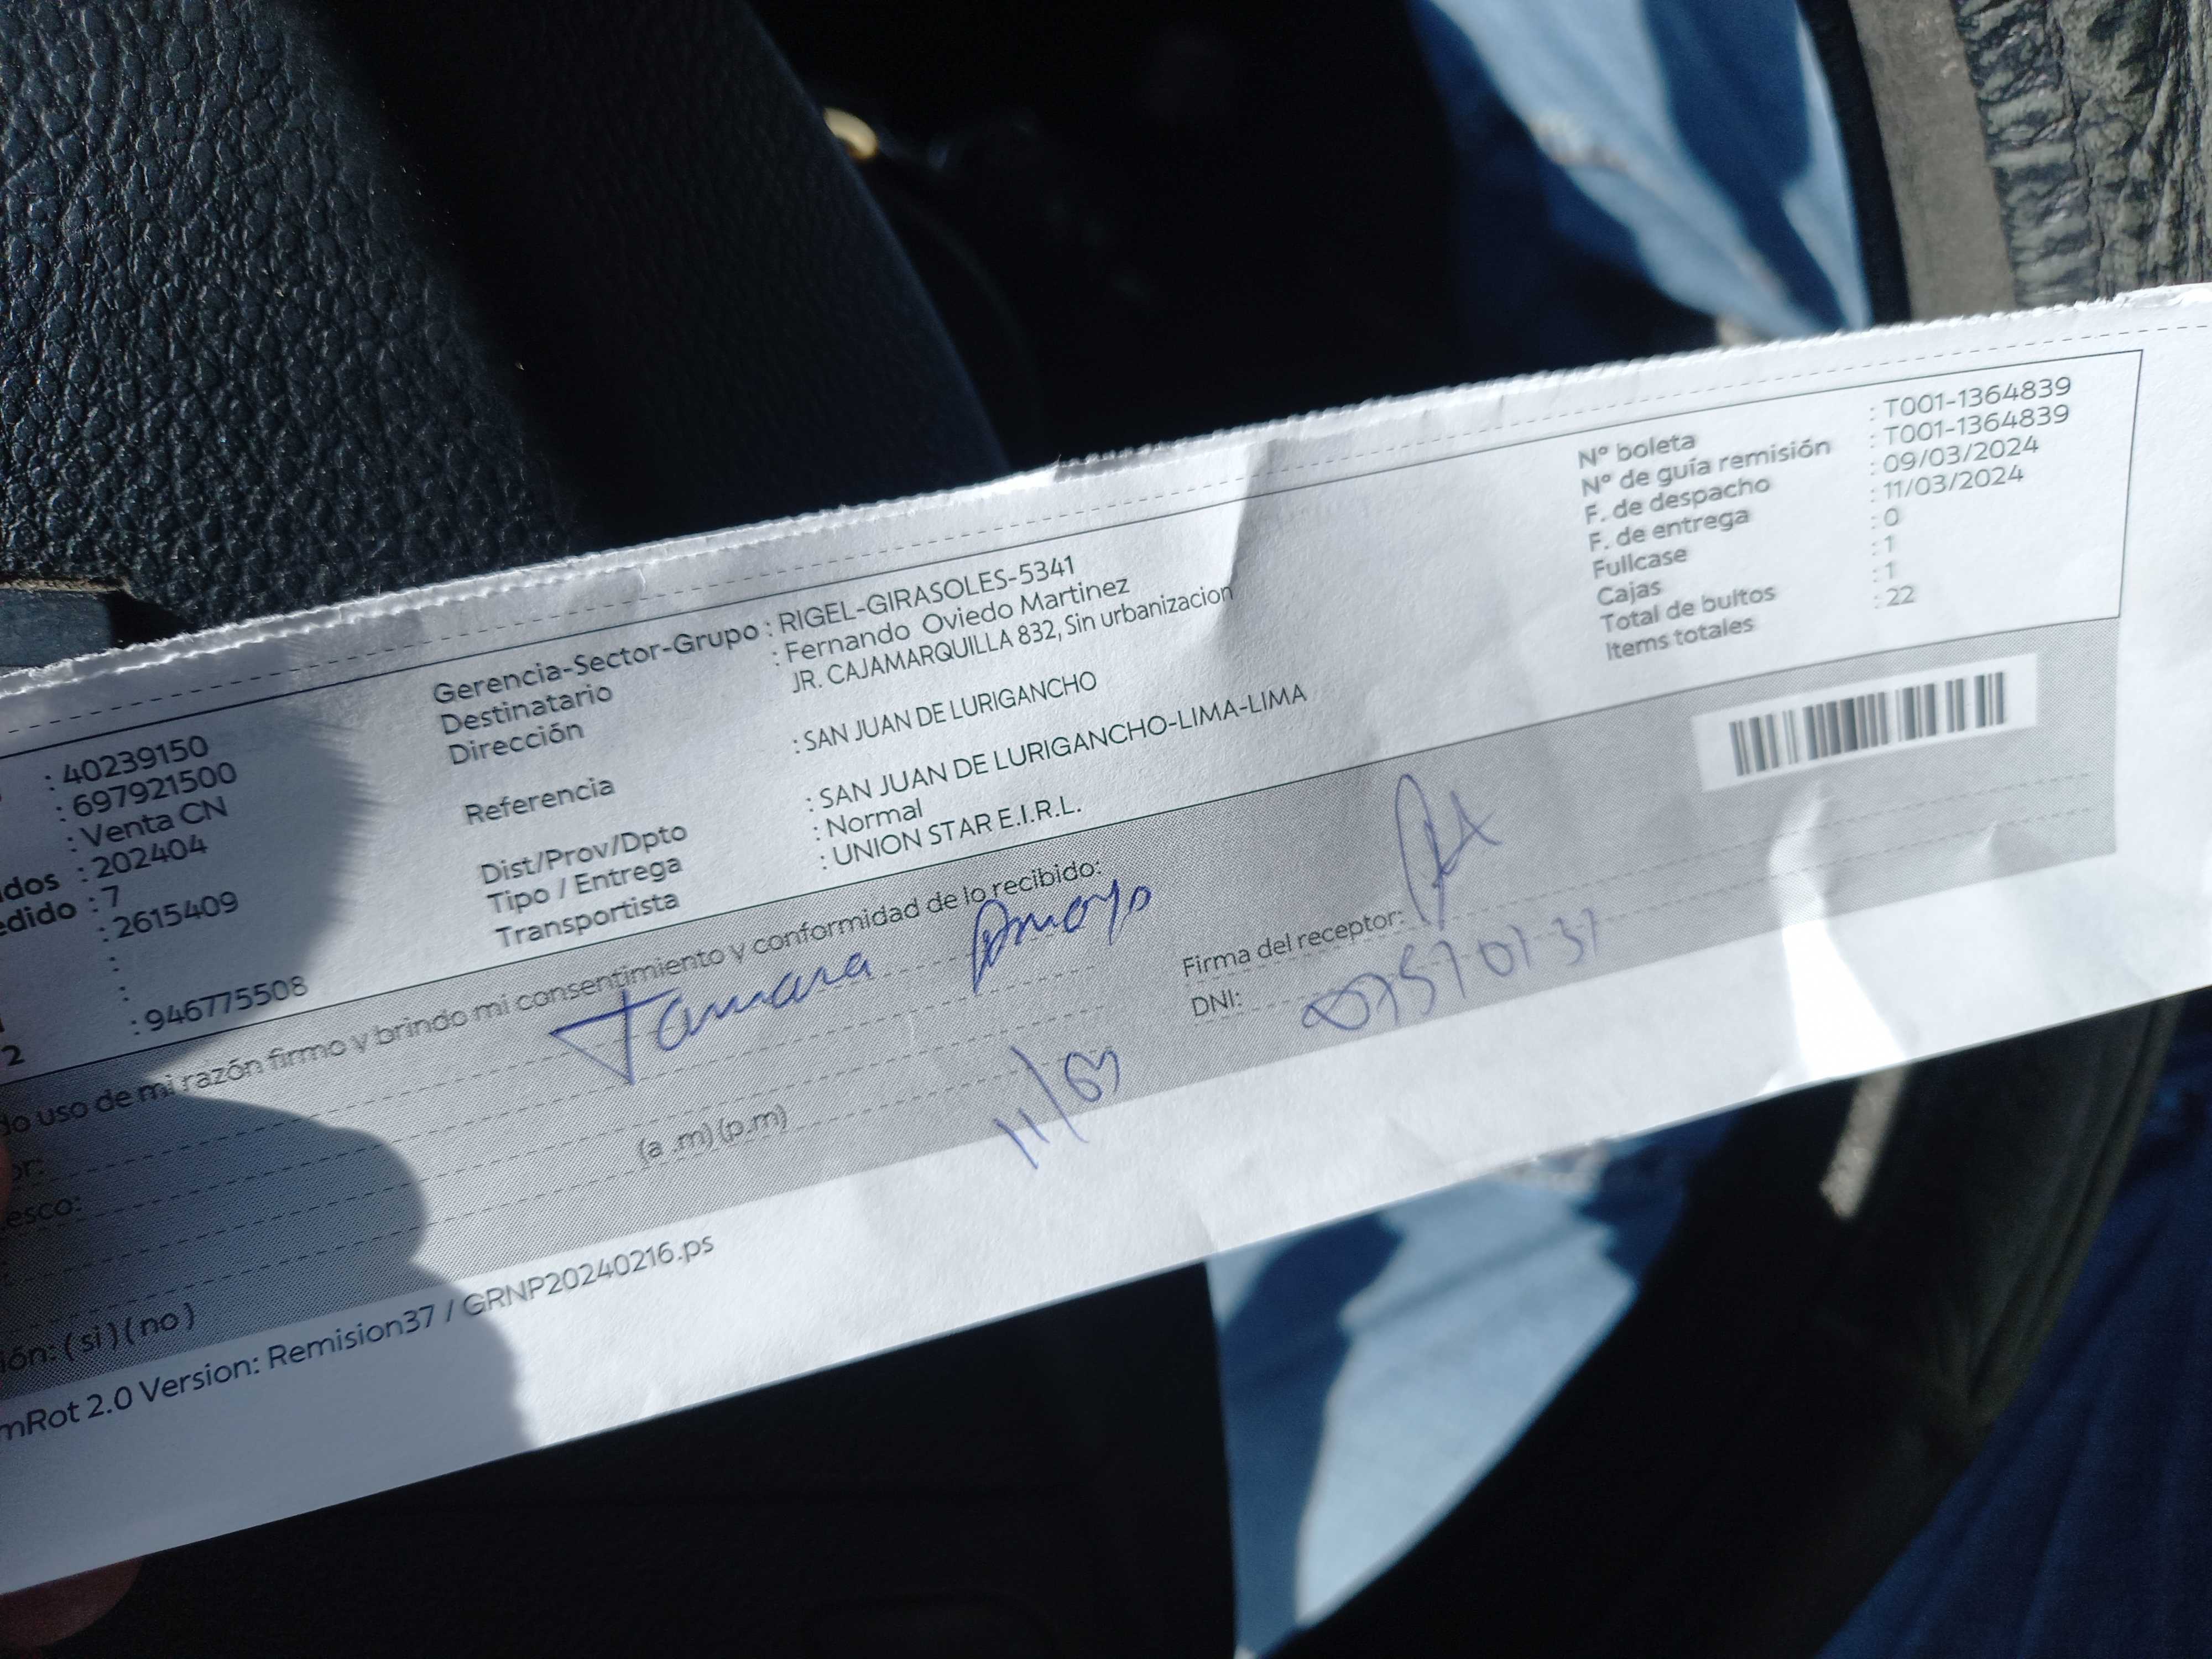 : 40239150
: 697921500
: Venta CN
dos : 202404
edido : 7
: 2615409
:
:
2 : 946775508
Gerencia-Sector-Grupo : RIGEL-GIRASOLES-5341
Destinatario : Fernando Oviedo Martinez
Dirección JR. CAJAMARQUILLA 832, Sin urbanizacion
Referencia : SAN JUAN DE LURIGANCHO
Dist/Prov/Dpto : SAN JUAN DE LURIGANCHO-LIMA-LIMA
Tipo / Entrega : Normal
Transportista : UNION STAR E.I.R.L.
Nº boleta : T001-1364839
Nº de guía remisión : T001-1364839
F. de despacho : 09/03/2024
F. de entrega : 11/03/2024
Fullcase : 0
Cajas : 1
Total de bultos : 1
Items totales : 22
do uso de mi razón firmo y brindo mi consentimiento y conformidad de lo recibido:
or: Tamara Arroyo
esco:
(a .m) (p.m) 11/03
Firma del receptor:
DNI:
ión: ( si ) ( no )
mRot 2.0 Version: Remision37 / GRNP20240216.ps